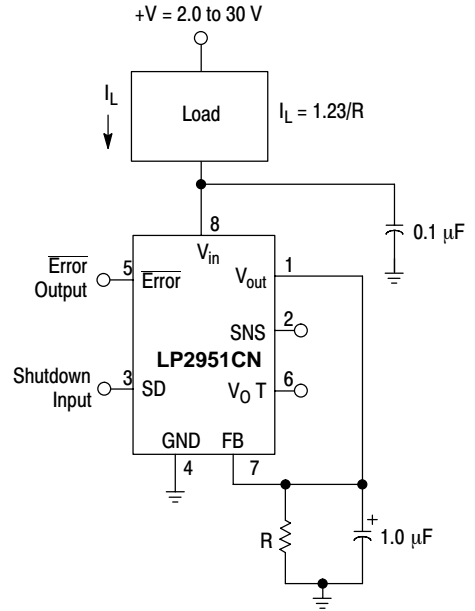 +V = 2.0 to 30 V
I_L
Load
I_L = 1.23/R
8
V_in
0.1 μF
Error
Output
5
Error
V_out
1
SNS
2
LP2951CN
Shutdown
Input
3
SD
V_O T
6
GND
FB
4
7
R
+
1.0 μF